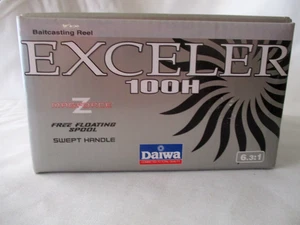 Baitcasting Reel
EXCELER
100H
Z
FREE FLOATING
SPOOL
SWEPT HANDLE
Daiwa
6.3:1